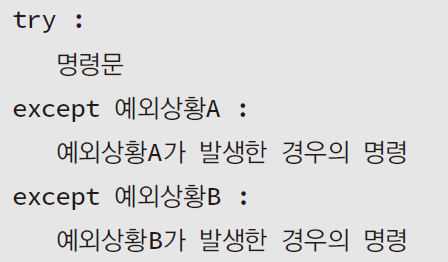 try :
    명령문
except 예외상황A :
    예외상황A가 발생한 경우의 명령
except 예외상황B :
    예외상황B가 발생한 경우의 명령